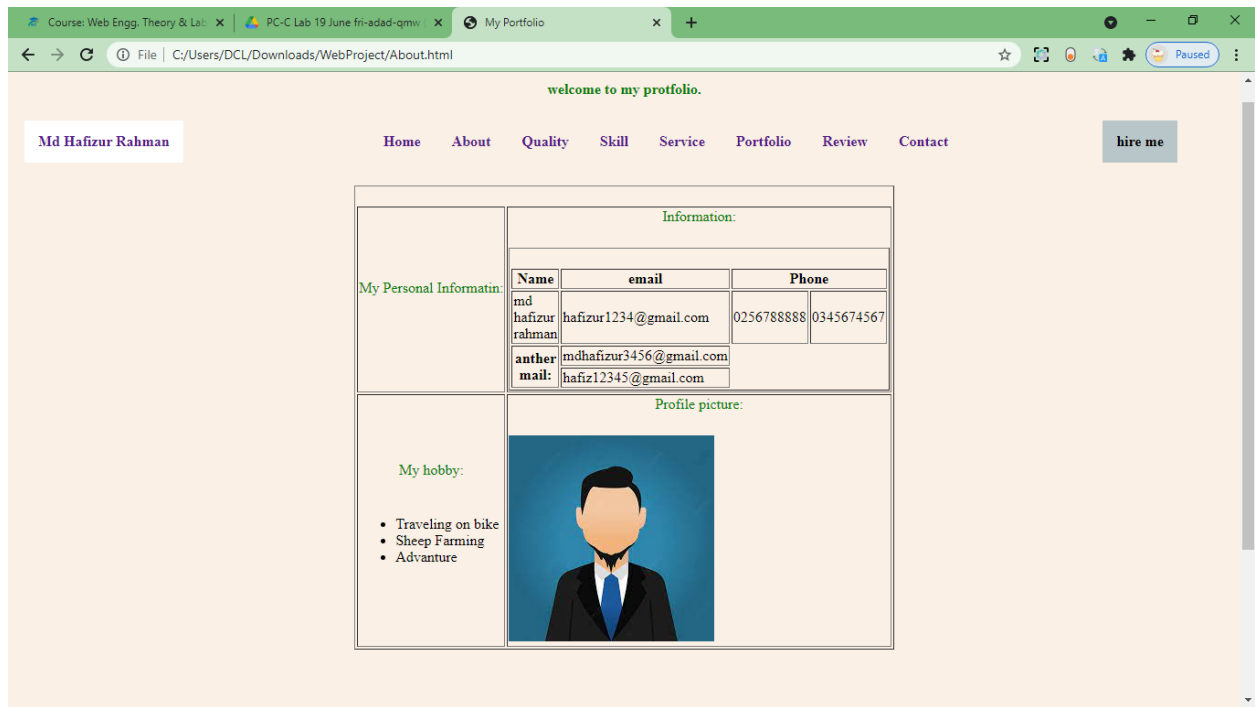 Course: Web Engg. Theory & Lab
PC-C Lab 19 June fri-adad-qmw (
My Portfolio
File | C:/Users/DCL/Downloads/WebProject/About.html
Paused
welcome to my protfolio.
Md Hafizur Rahman Home About Quality Skill Service Portfolio Review Contact hire me
My Personal Informatin:
Information:
Name email Phone
md hafizur1234@gmail.com 0256788888 0345674567
hafizur
rahman
anther mdhafizur3456@gmail.com
mail: hafiz12345@gmail.com
My hobby:
• Traveling on bike
• Sheep Farming
• Advanture
Profile picture: